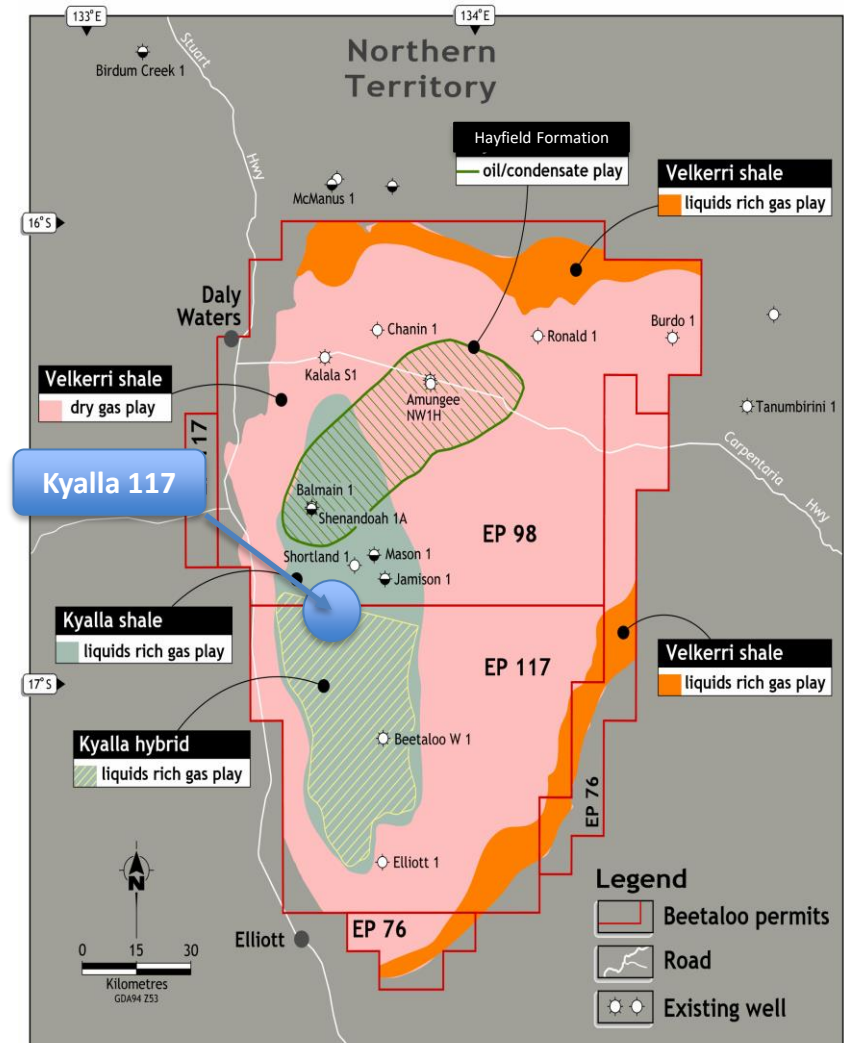 133°E
134°E
Northern
Territory
Stuart
Hwy
Birdum Creek 1
Hayfield Formation
oil/condensate play
McManus 1
Velkerri shale
liquids rich gas play
16°S
Daly
Waters
Chanin 1
Ronald 1
Burdo 1
Kalala S1
Velkerri shale
dry gas play
Amungee
NW1H
Tanumbirini 1
Carpentaria
Hwy
117
Kyalla 117
Balmain 1
Shenandoah 1A
EP 98
Shortland 1
Mason 1
Jamison 1
Kyalla shale
liquids rich gas play
EP 117
Velkerri shale
liquids rich gas play
17°S
Kyalla hybrid
liquids rich gas play
Beetaloo W 1
EP 76
Elliott 1
N
Legend
Beetaloo permits
Elliott
EP 76
0 15 30
Kilometres
GDA94 Z53
Road
Existing well